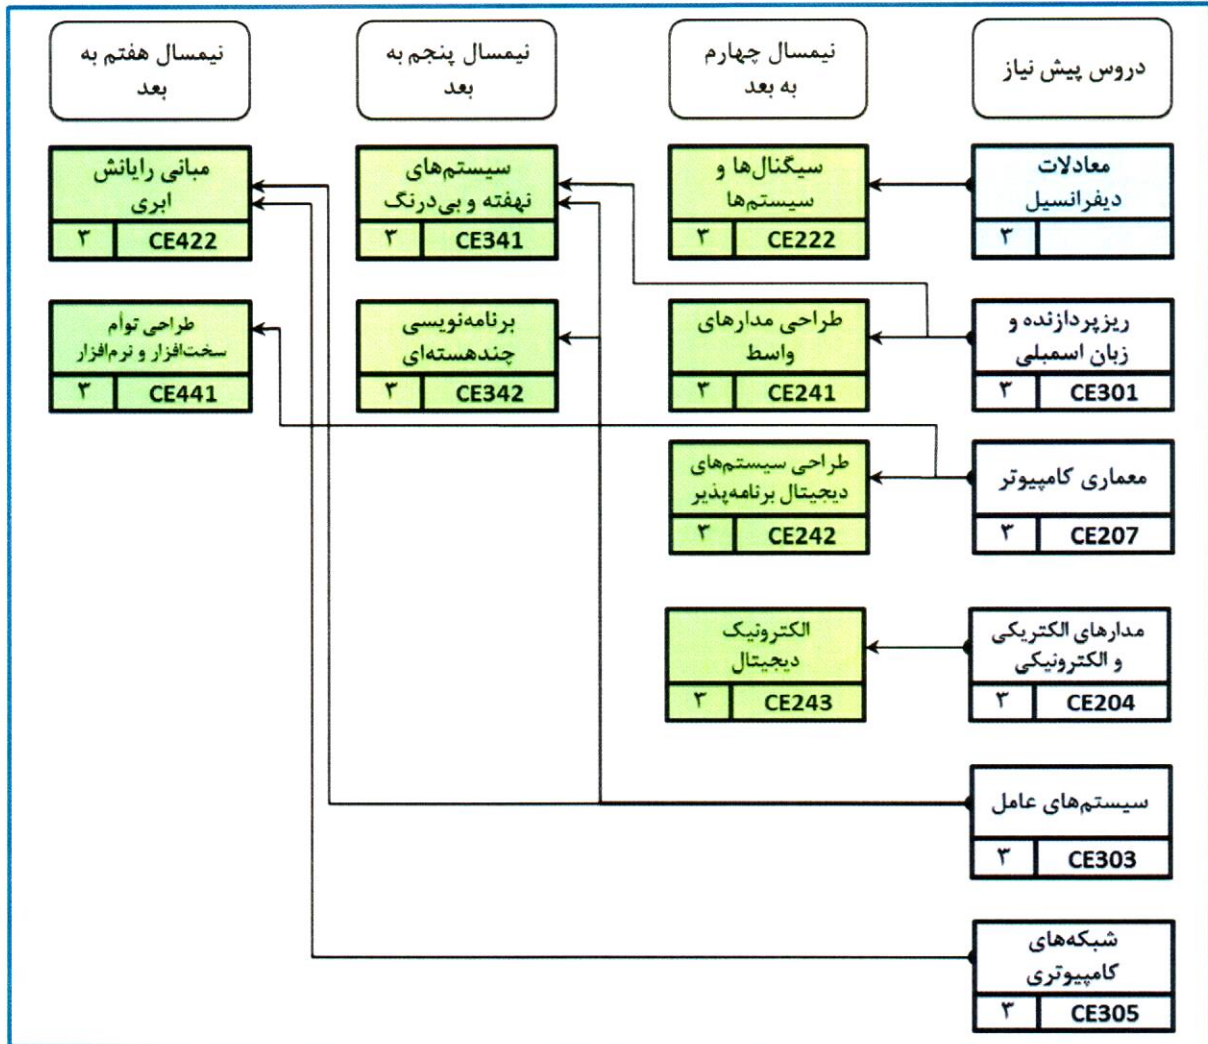 دروس پیش نیاز
نیمسال چهارم
به بعد
نیمسال پنجم به
بعد
نیمسال هفتم به
بعد
معادلات
دیفرانسیل
۳
سیگنال‌ها و
سیستم‌ها
CE222 ۳
سیستم‌های
نهفته و بی‌درنگ
CE341 ۳
مبانی رایانش
ابری
CE422 ۳
ریزپردازنده و
زبان اسمبلی
CE301 ۳
طراحی مدارهای
واسط
CE241 ۳
برنامه‌نویسی
چندهسته‌ای
CE342 ۳
طراحی توأم
سخت‌افزار و نرم‌افزار
CE441 ۳
معماری کامپیوتر
CE207 ۳
طراحی سیستم‌های
دیجیتال برنامه‌پذیر
CE242 ۳
مدارهای الکتریکی
و الکترونیکی
CE204 ۳
الکترونیک
دیجیتال
CE243 ۳
سیستم‌های عامل
CE303 ۳
شبکه‌های
کامپیوتری
CE305 ۳